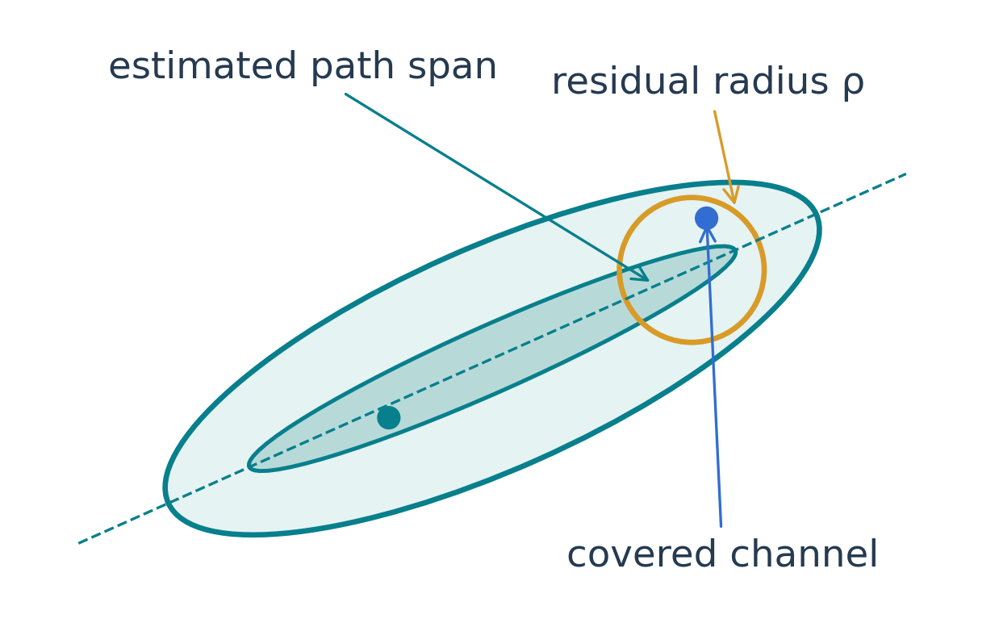 estimated path span
residual radius ρ
covered channel